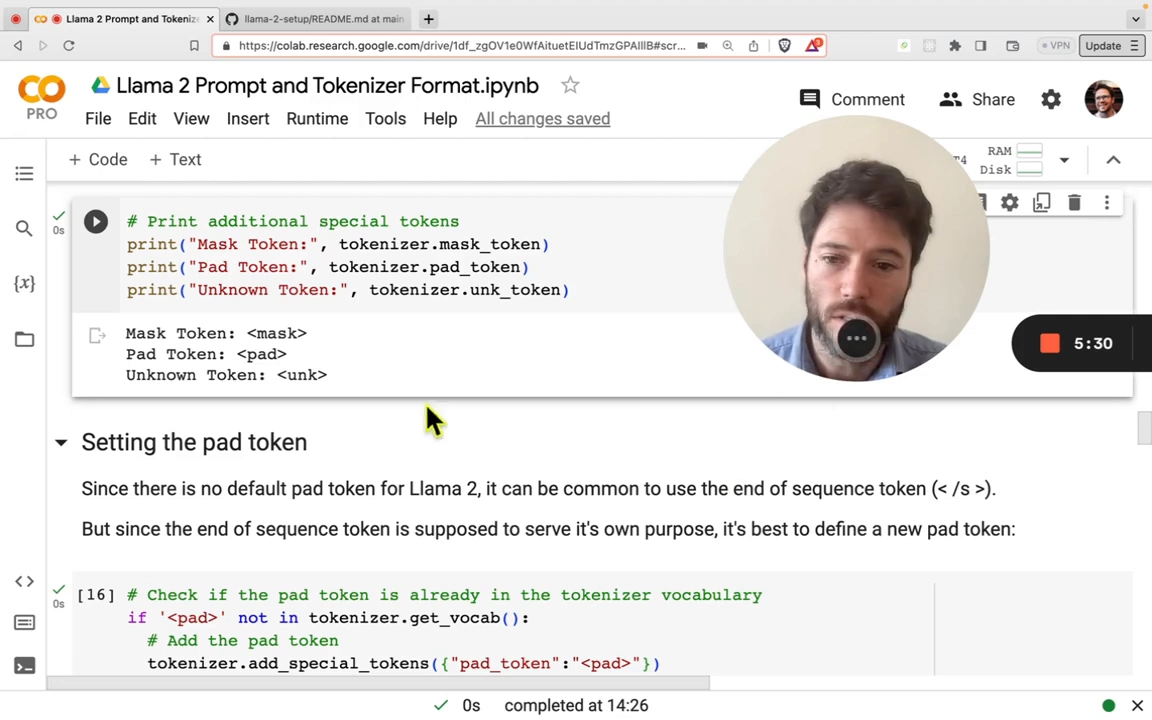 Llama 2 Prompt and Tokenize
llama-2-setup/README.md at main
https://colab.research.google.com/drive/1df_zgOV1e0WfAituetEIUdTmzGPAIllB#scr...
VPN
Update
Llama 2 Prompt and Tokenizer Format.ipynb
PRO
File Edit View Insert Runtime Tools Help All changes saved
Comment
Share
+ Code + Text
T4
RAM
Disk
0s
# Print additional special tokens
print("Mask Token:", tokenizer.mask_token)
print("Pad Token:", tokenizer.pad_token)
print("Unknown Token:", tokenizer.unk_token)
Mask Token: <mask>
Pad Token: <pad>
Unknown Token: <unk>
5:30
Setting the pad token
Since there is no default pad token for Llama 2, it can be common to use the end of sequence token (< /s >).
But since the end of sequence token is supposed to serve it's own purpose, it's best to define a new pad token:
0s
[16] # Check if the pad token is already in the tokenizer vocabulary
if '<pad>' not in tokenizer.get_vocab():
# Add the pad token
tokenizer.add_special_tokens({"pad_token":"<pad>"})
0s completed at 14:26